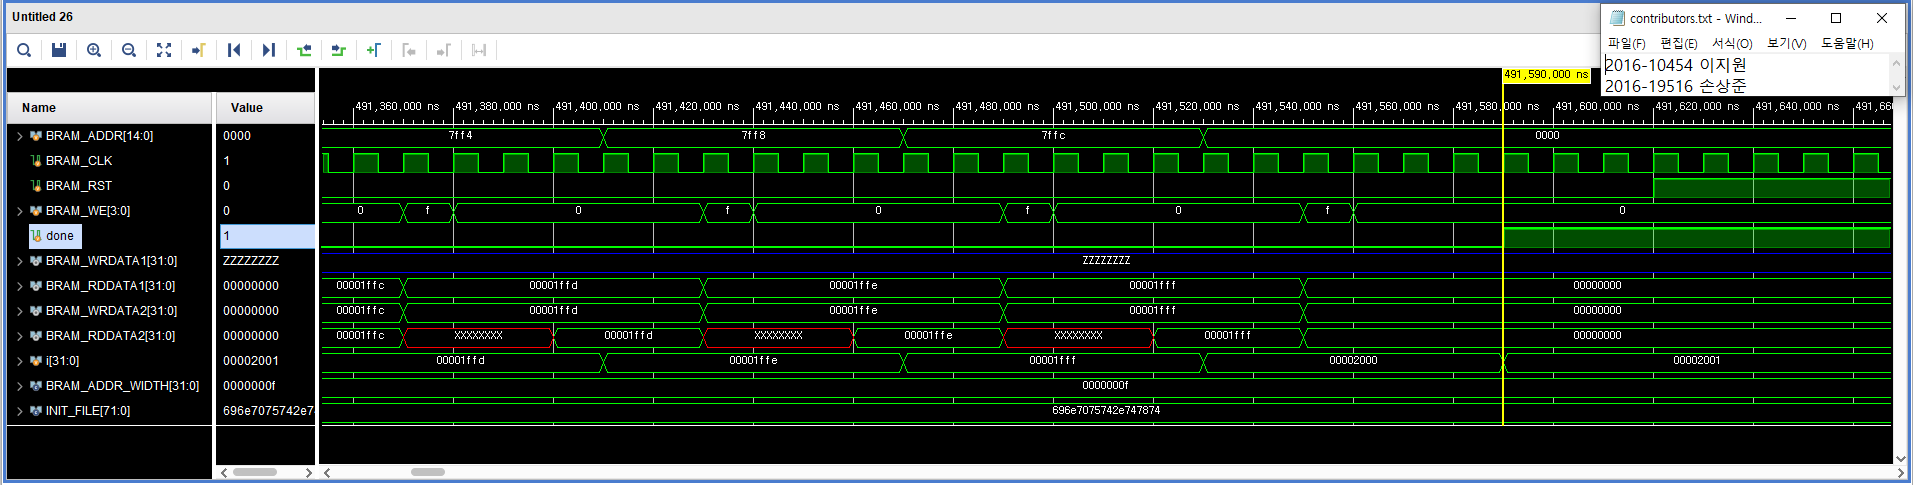 Untitled 26
contributors.txt - Wind...
파일(F) 편집(E) 서식(O) 보기(V) 도움말(H)
2016-10454 이지원
2016-19516 손상준
491,590,000 ns
Name Value
491,360,000 ns 491,380,000 ns 491,400,000 ns 491,420,000 ns 491,440,000 ns 491,460,000 ns 491,480,000 ns 491,500,000 ns 491,520,000 ns 491,540,000 ns 491,560,000 ns 491,580,000 ns 491,600,000 ns 491,620,000 ns 491,640,000 ns 491,660
BRAM_ADDR[14:0] 0000 7ff4 7ff8 7ffc 0000
BRAM_CLK 1
BRAM_RST 0
BRAM_WE[3:0] 0 0 f 0 f 0 f 0 f 0
done 1
BRAM_WRDATA1[31:0] ZZZZZZZZ ZZZZZZZZ
BRAM_RDDATA1[31:0] 00000000 00001ffc 00001ffd 00001ffe 00001fff 00000000
BRAM_WRDATA2[31:0] 00000000 00001ffc 00001ffd 00001ffe 00001fff 00000000
BRAM_RDDATA2[31:0] 00000000 00001ffc XXXXXXXX 00001ffd XXXXXXXX 00001ffe XXXXXXXX 00001fff 00000000
i[31:0] 00002001 00001ffd 00001ffe 00001fff 00002000 00002001
BRAM_ADDR_WIDTH[31:0] 0000000f 0000000f
INIT_FILE[71:0] 696e7075742e7 696e7075742e747874